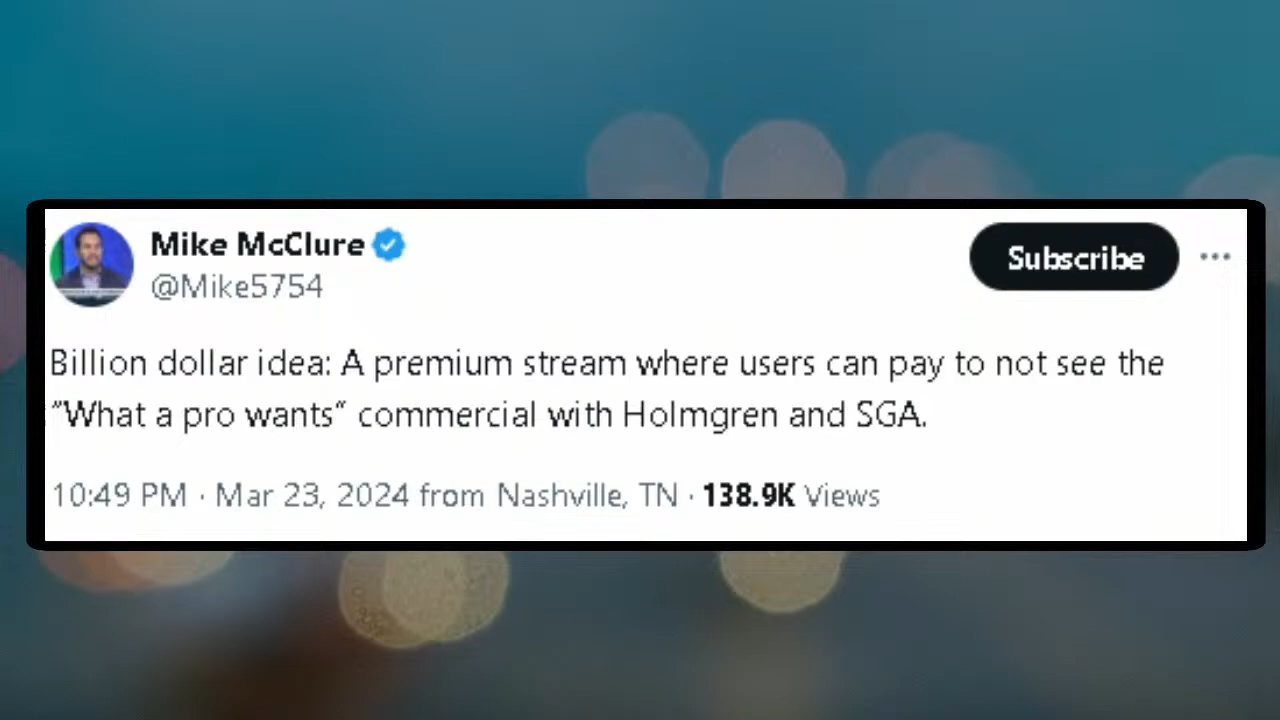 Mike McClure
Subscribe
@Mike5754
Billion dollar idea: A premium stream where users can pay to not see the
“What a pro wants“ commercial with Holmgren and SGA.
10:49 PM · Mar 23, 2024 from Nashville, TN · 138.9K Views